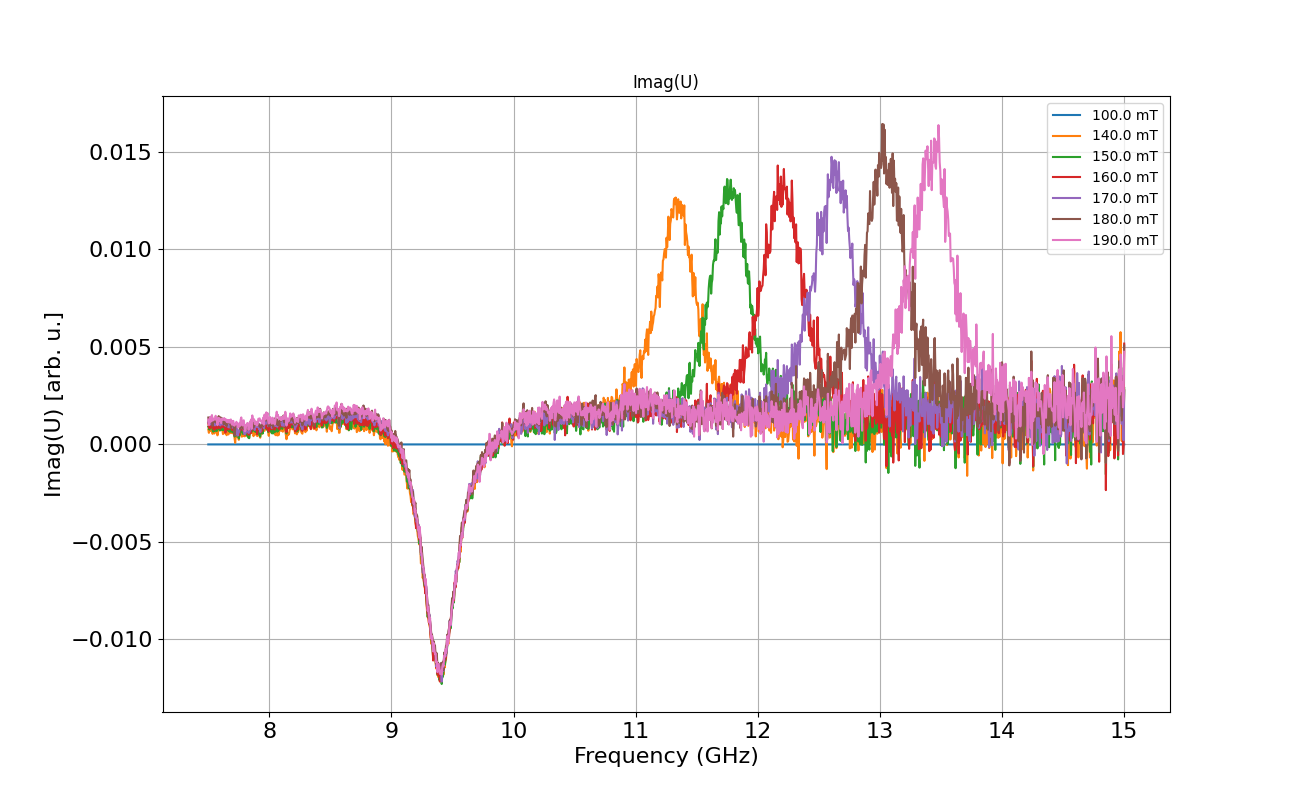 Imag(U)
100.0 mT
140.0 mT
150.0 mT
160.0 mT
170.0 mT
180.0 mT
190.0 mT
0.015
0.010
0.005
0.000
−0.005
−0.010
Imag(U) [arb. u.]
8 9 10 11 12 13 14 15
Frequency (GHz)